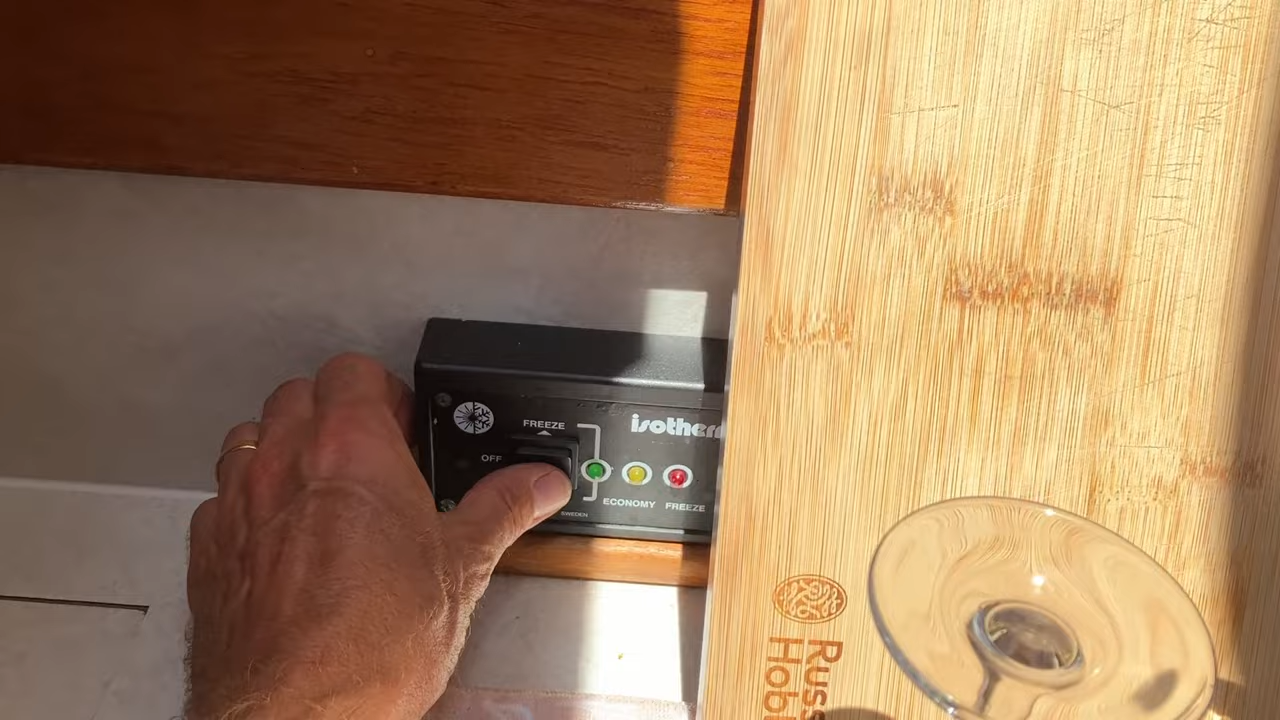 FREEZE
isother
OFF
ECONOMY FREEZE
SWEDEN
Russ
Hob